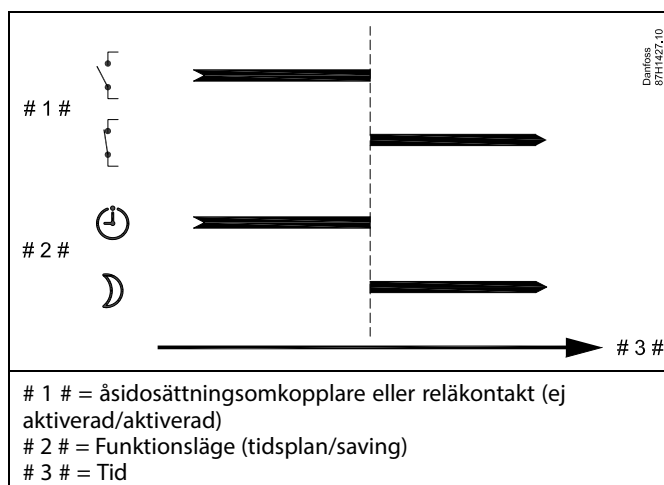 Danfoss
87H1427.10
# 1 #
# 2 #
# 3 #
# 1 # = åsidosättningsomkopplare eller reläkontakt (ej
aktiverad/aktiverad)
# 2 # = Funktionsläge (tidsplan/saving)
# 3 # = Tid